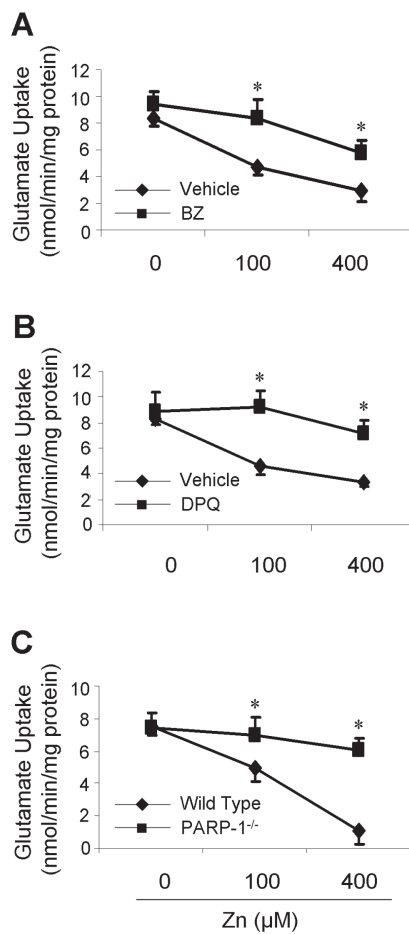 A
Glutamate Uptake
(nmol/min/mg protein)
12
10
8
6
4
2
0
*
*
Vehicle
BZ
0 100 400
B
Glutamate Uptake
(nmol/min/mg protein)
12
10
8
6
4
2
0
*
*
Vehicle
DPQ
0 100 400
C
Glutamate Uptake
(nmol/min/mg protein)
10
8
6
4
2
0
*
*
Wild Type
PARP-1-/-
0 100 400
Zn (μM)